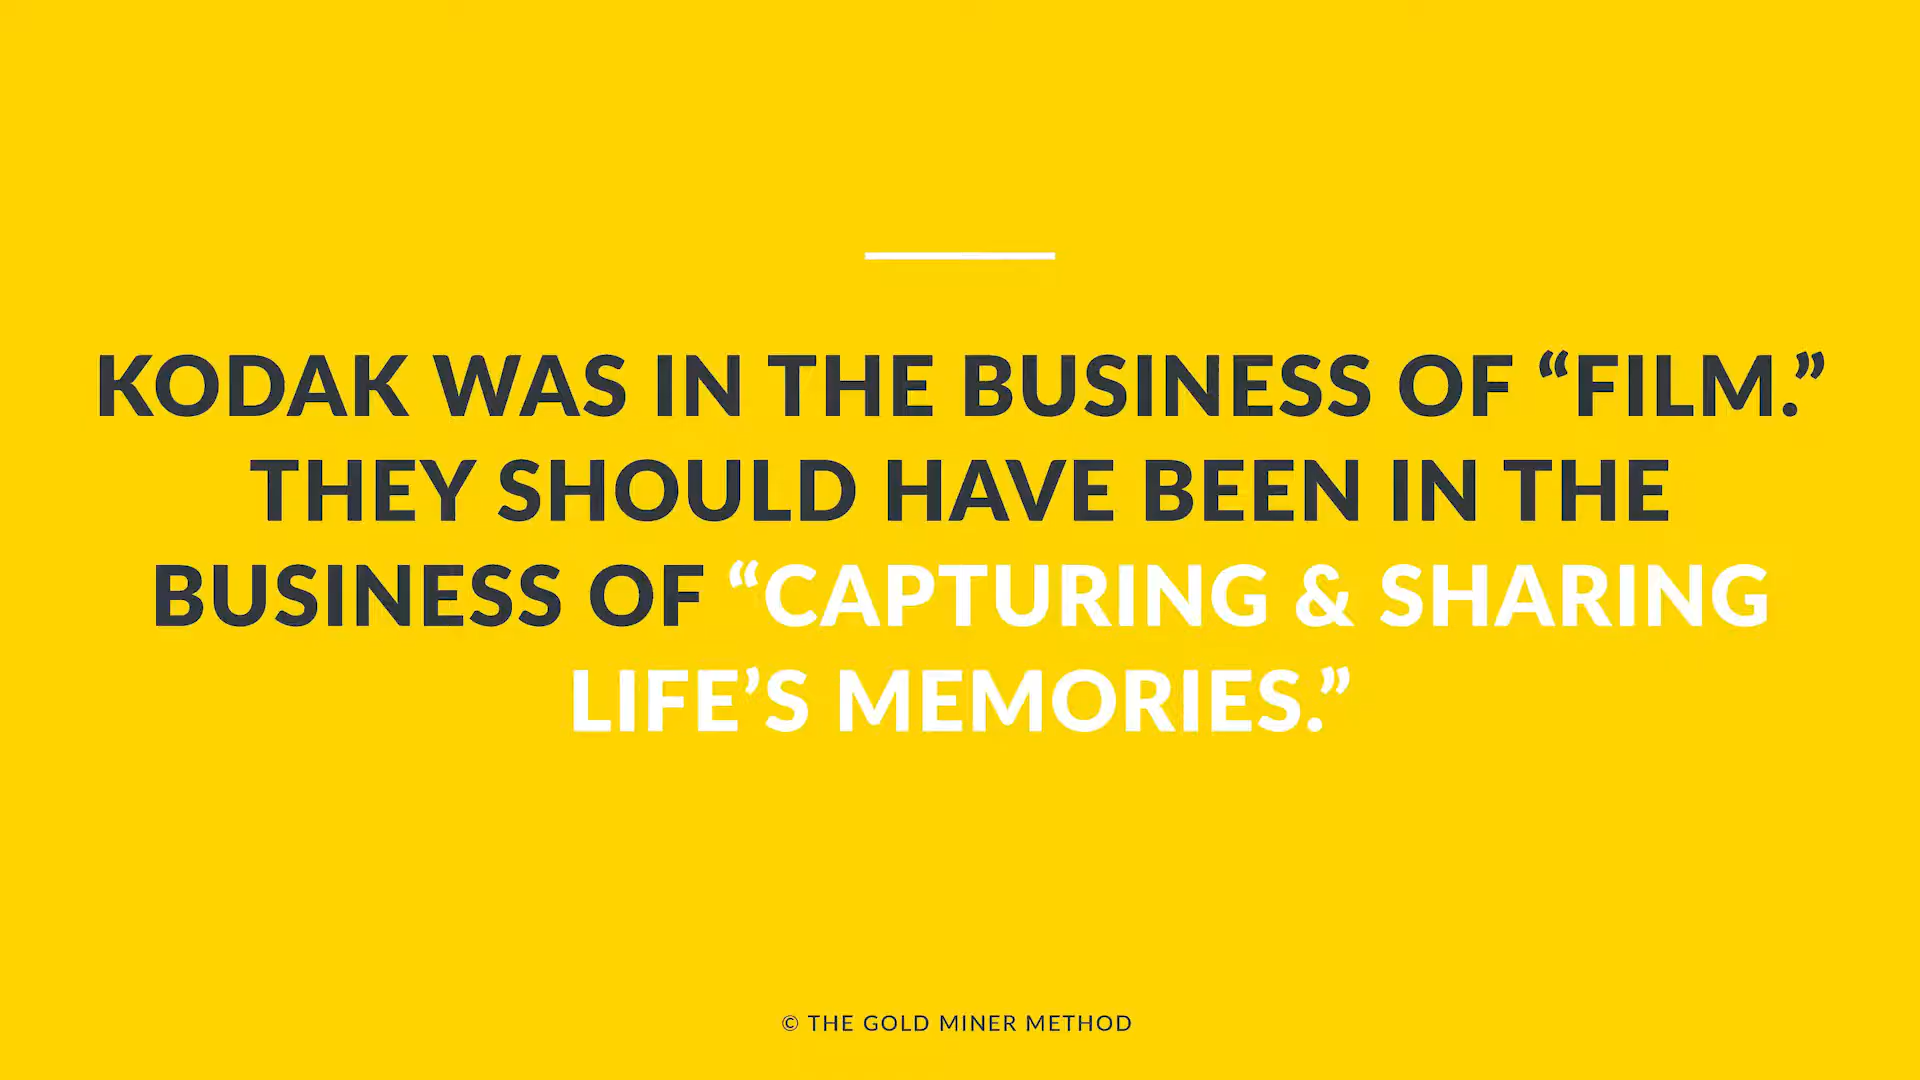 KODAK WAS IN THE BUSINESS OF “FILM.”
THEY SHOULD HAVE BEEN IN THE
BUSINESS OF “CAPTURING & SHARING
LIFE’S MEMORIES.”
© THE GOLD MINER METHOD